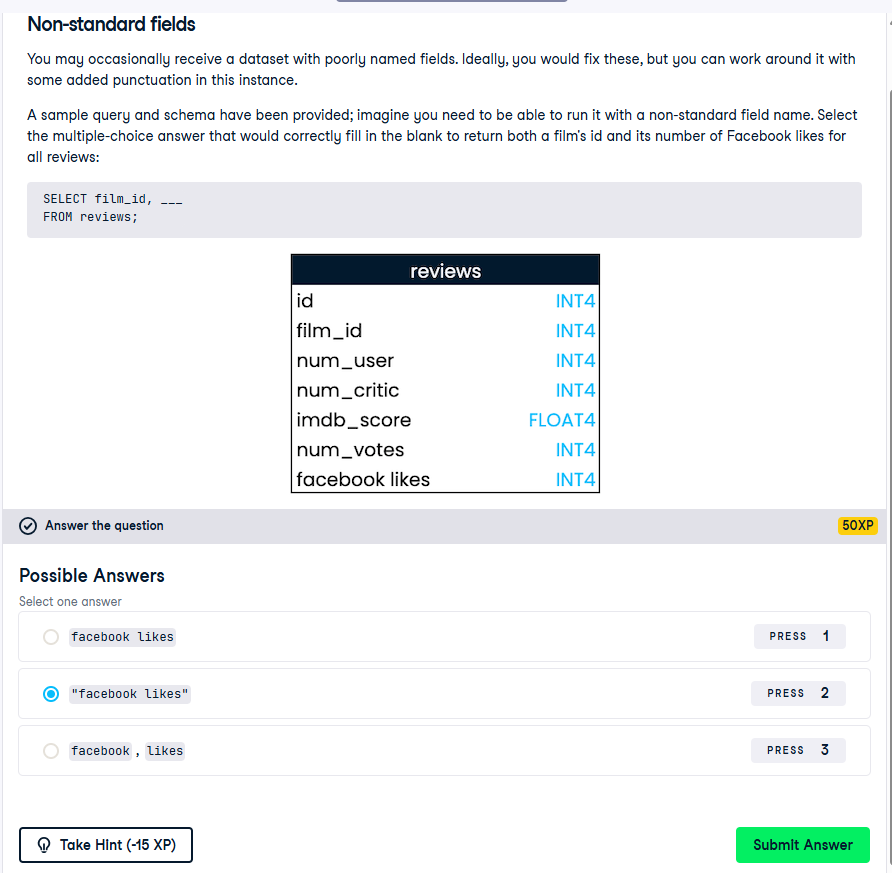 Non-standard fields
You may occasionally receive a dataset with poorly named fields. Ideally, you would fix these, but you can work around it with
some added punctuation in this instance.
A sample query and schema have been provided; imagine you need to be able to run it with a non-standard field name. Select
the multiple-choice answer that would correctly fill in the blank to return both a film's id and its number of Facebook likes for
all reviews:
SELECT film_id, ___
FROM reviews;
reviews
id INT4
film_id INT4
num_user INT4
num_critic INT4
imdb_score FLOAT4
num_votes INT4
facebook likes INT4
Answer the question 50XP
Possible Answers
Select one answer
facebook likes PRESS 1
"facebook likes" PRESS 2
facebook , likes PRESS 3
Take Hint (-15 XP) Submit Answer